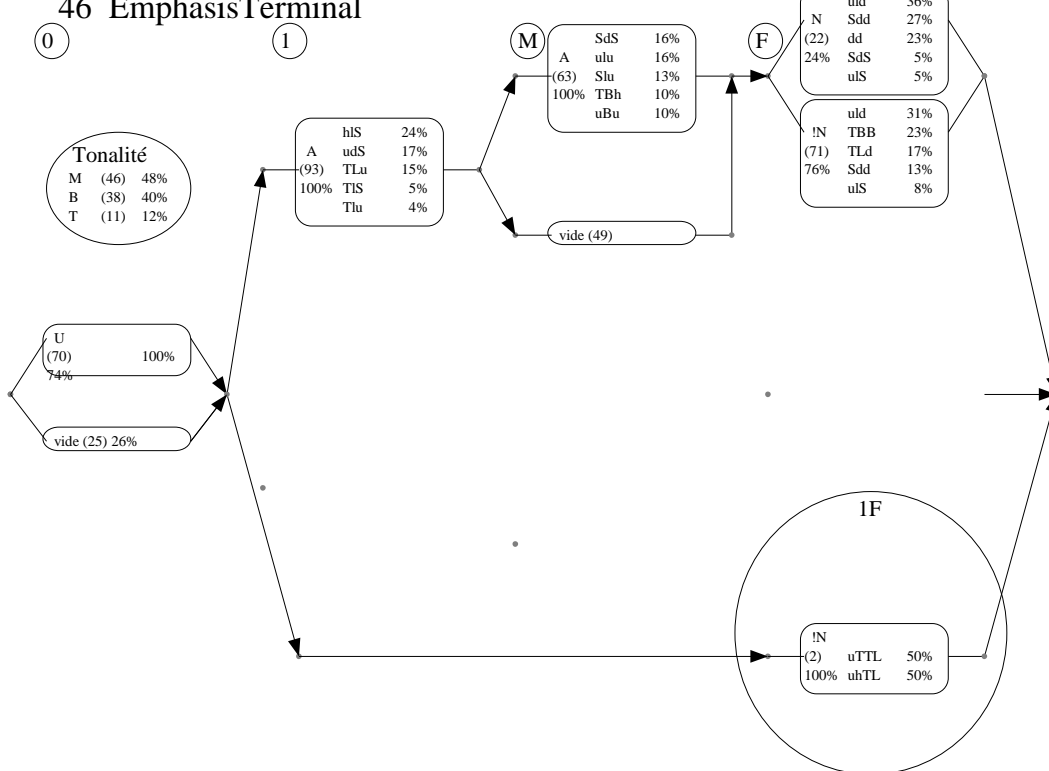 46 EmphasisTerminal
0
1
M
F
uld 36%
N Sdd 27%
(22) dd 23%
24% SdS 5%
ulS 5%
SdS 16%
A ulu 16%
(63) Slu 13%
100% TBh 10%
uBu 10%
!N uld 31%
TBB 23%
(71) TLd 17%
76% Sdd 13%
ulS 8%
hlS 24%
A udS 17%
(93) TLu 15%
100% TlS 5%
Tlu 4%
Tonalité
M (46) 48%
B (38) 40%
T (11) 12%
vide (49)
U
(70) 100%
74%
vide (25) 26%
1F
!N
(2) uTTL 50%
100% uhTL 50%